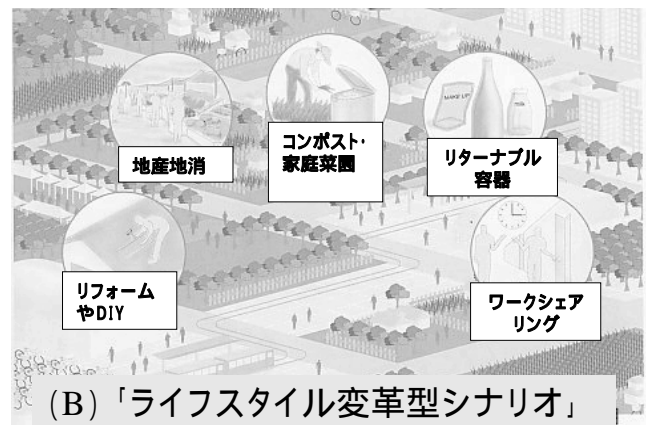 地産地消
コンポスト・
家庭菜園
MAKE UP!
リターナブル
容器
リフォーム
やDIY
ワークシェア
リング
(B)「ライフスタイル変革型シナリオ」